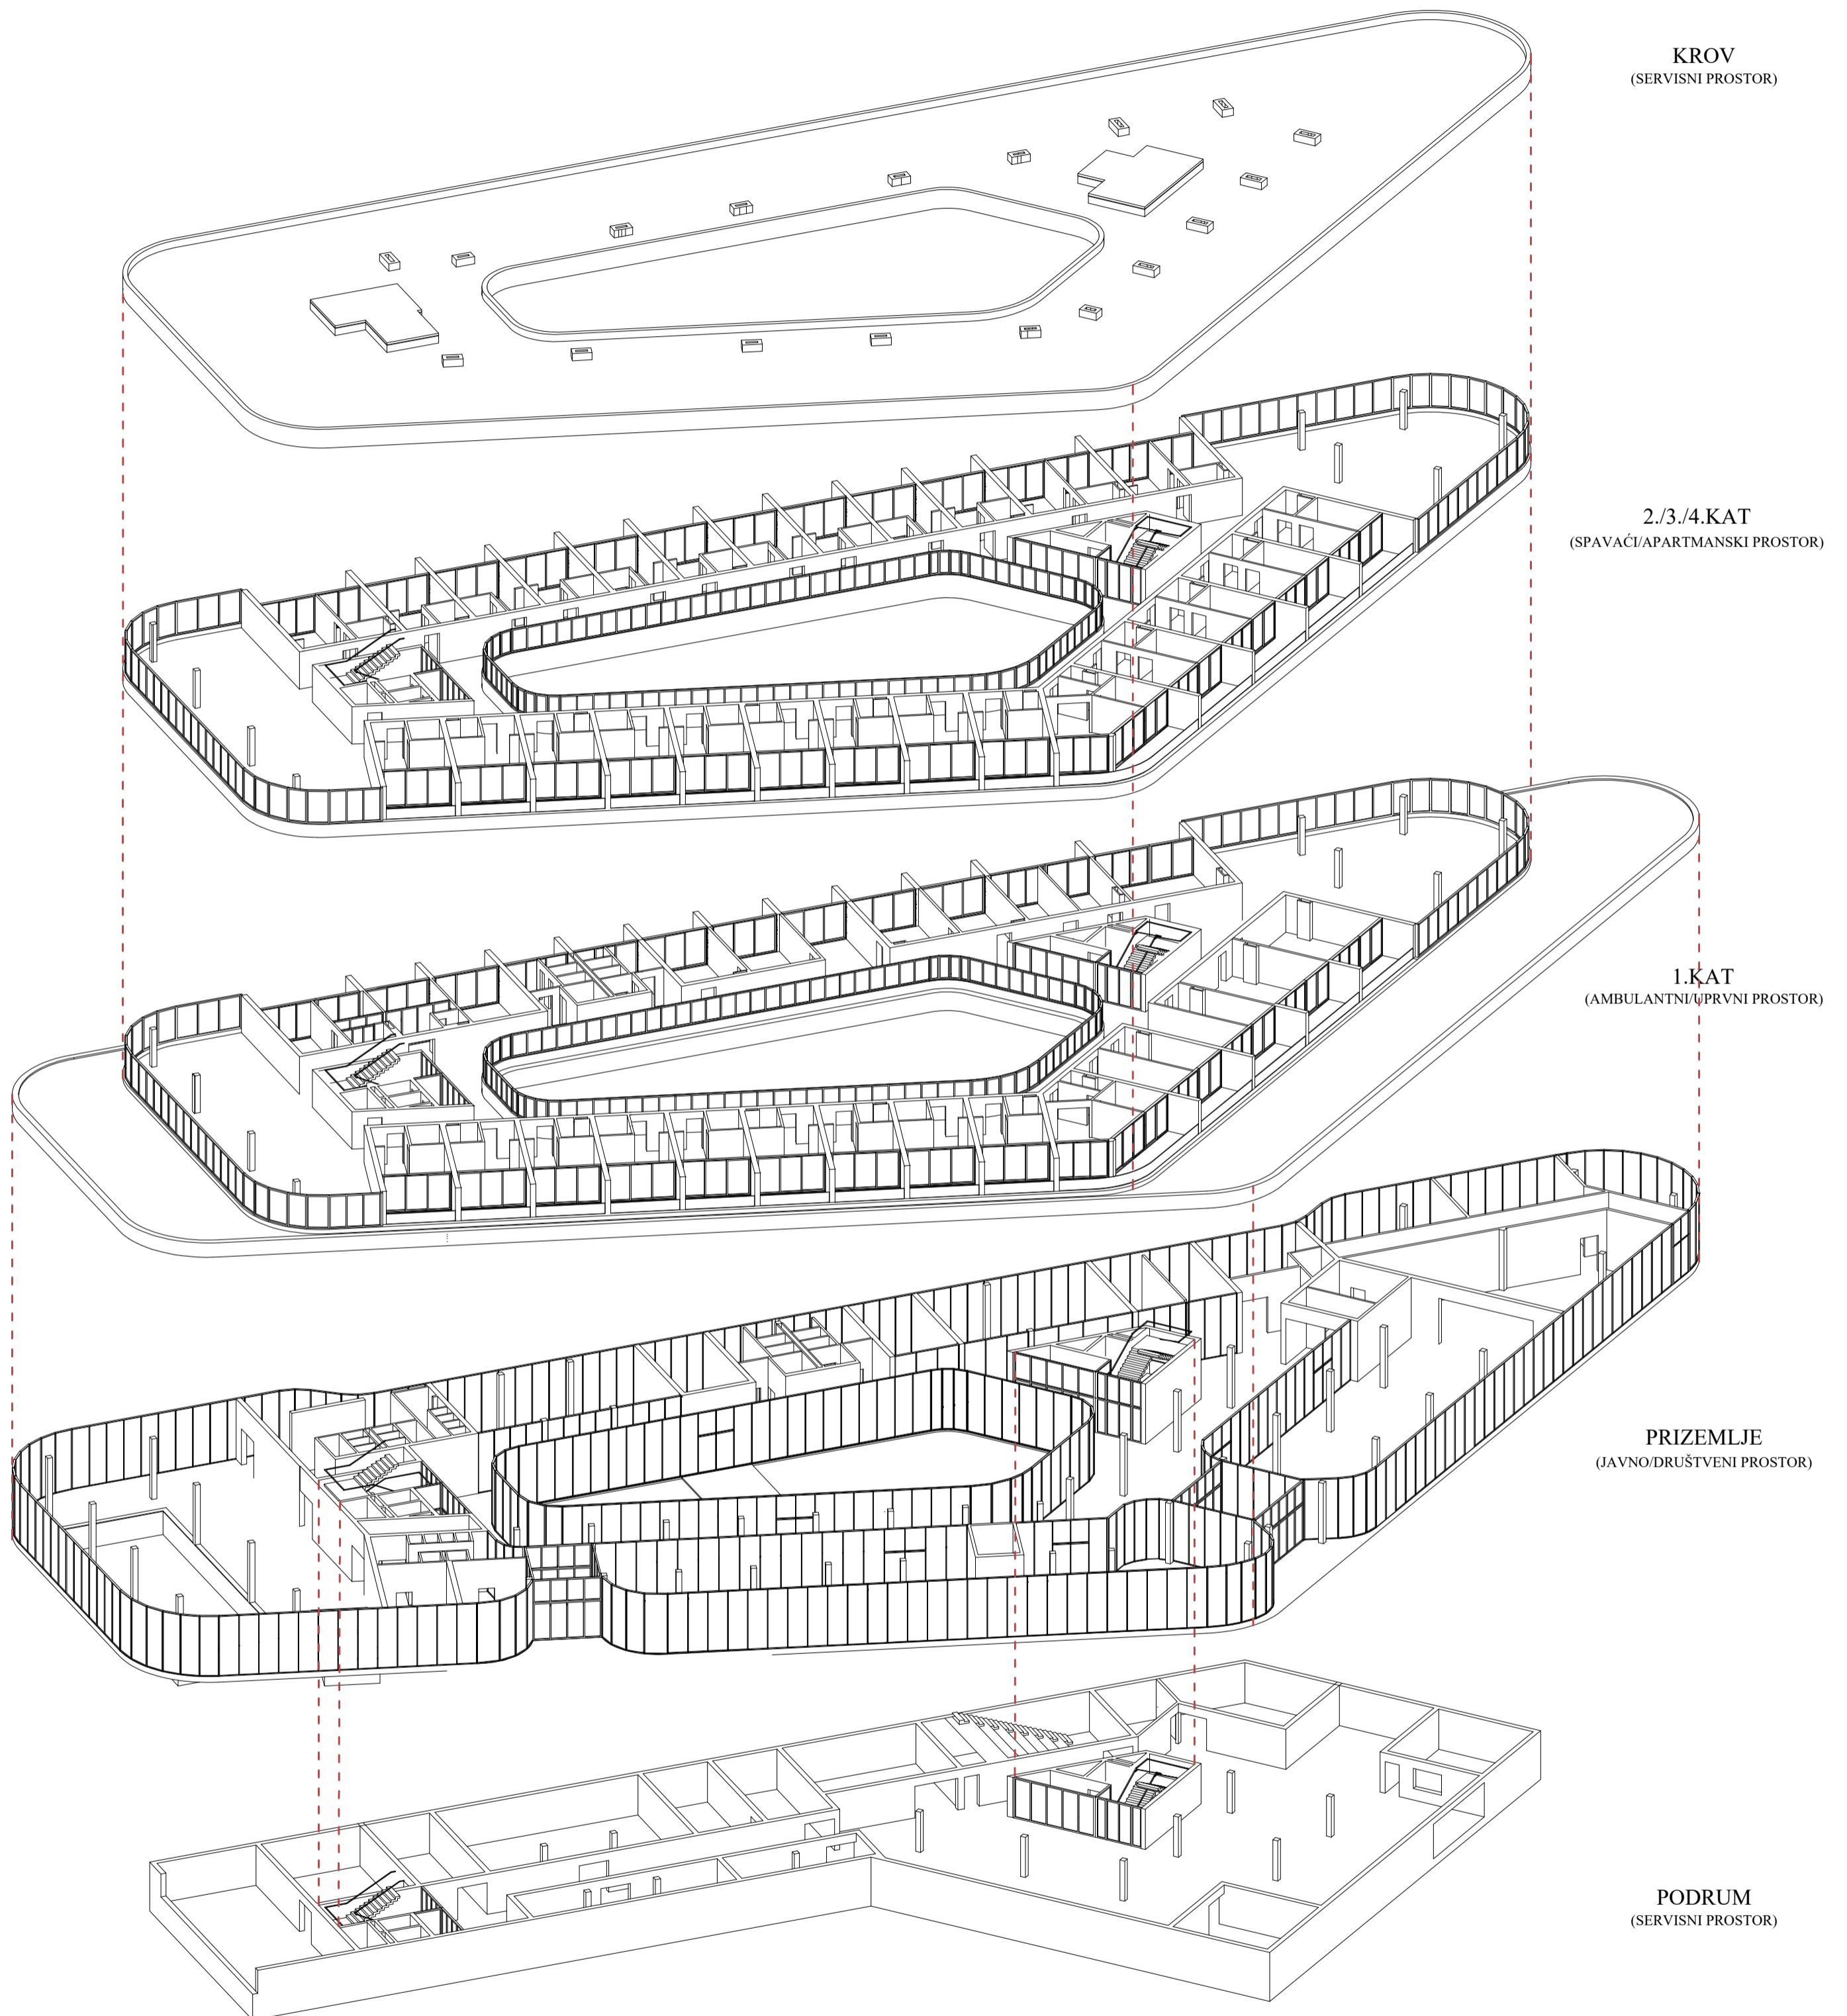 KROV
(SERVISNI PROSTOR)
2./3./4.KAT
(SPAVAĆI/APARTMANSKI PROSTOR)
1.KAT
(AMBULANTNI/UPRVNI PROSTOR)
PRIZEMLJE
(JAVNO/DRUŠTVENI PROSTOR)
PODRUM
(SERVISNI PROSTOR)